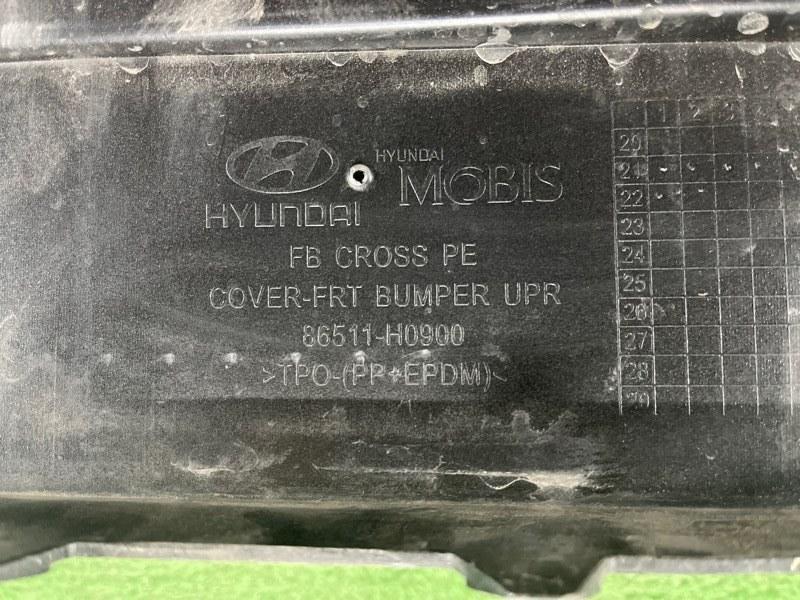 HYUNDAI
HYUNDAI
MOBIS
FB CROSS PE
COVER-FRT BUMPER UPR
86511-H0900
>TPO-(PP+EPDM)<
1 2 3
20
21
22
23
24
25
26
27
28
29